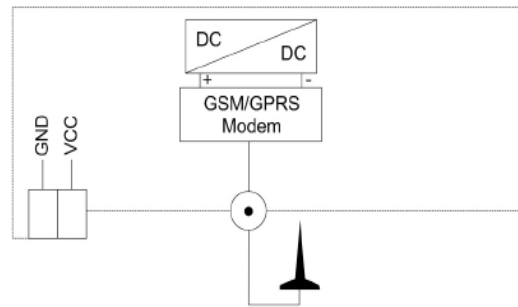 DC
DC
+ -
GSM/GPRS
Modem
GND
VCC